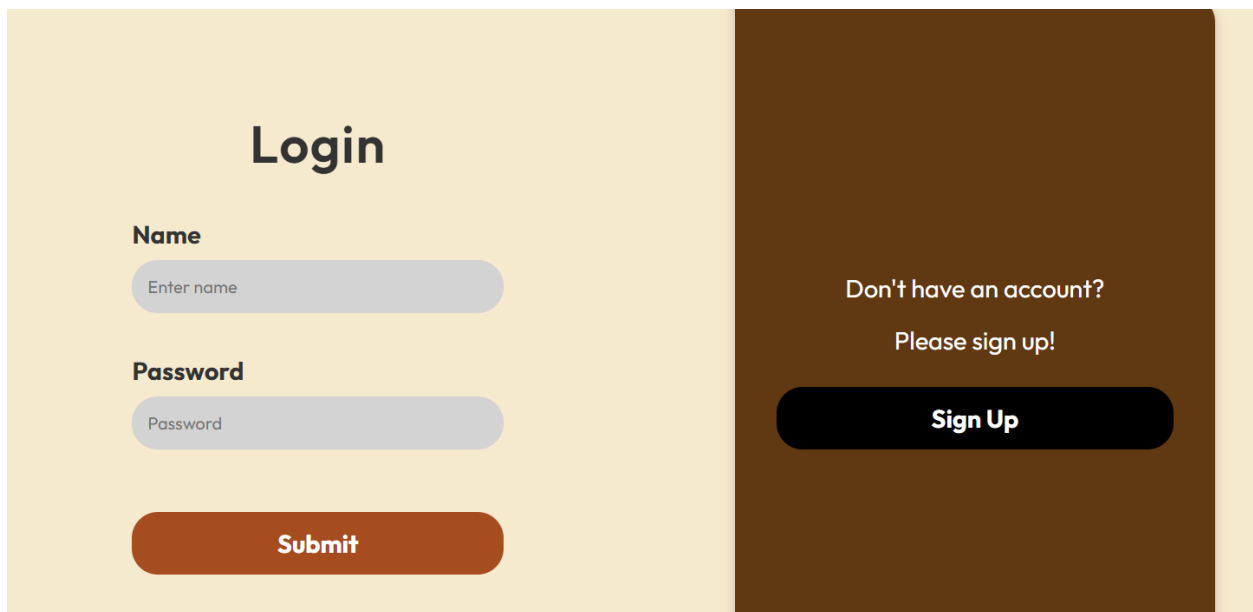 Login
Name
Enter name
Password
Password
Submit
Don't have an account?
Please sign up!
Sign Up